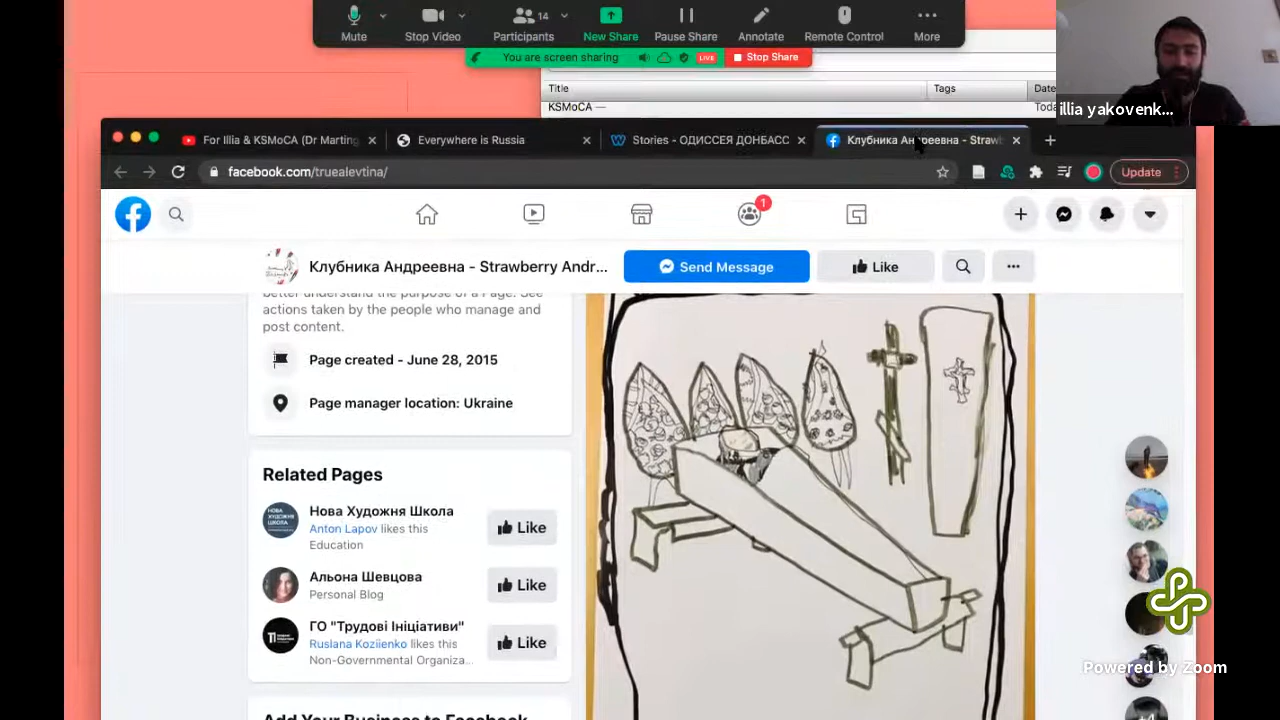 14
Mute
Stop Video
Participants
New Share
Pause Share
Annotate
Remote Control
More
You are screen sharing
LIVE
Stop Share
illia yakovenk...
Title
Tags
Date
KSMoCA —
For Illia & KSMoCA (Dr Marting
Everywhere is Russia
Stories - ОДИССЕЯ ДОНБАСС
Клубника Андреевна - Strawb
facebook.com/truealevtina/
Update
1
Клубника Андреевна - Strawberry Andr...
Send Message
Like
better understand the purpose of a Page. See
actions taken by the people who manage and
post content.
Page created - June 28, 2015
Page manager location: Ukraine
Related Pages
Нова Художня Школа
Anton Lapov likes this
Education
Like
Альона Шевцова
Personal Blog
Like
ГО "Трудові Ініціативи"
Ruslana Koziienko likes this
Non-Governmental Organiza...
Like
Add Your Business to Facebook
Powered by Zoom